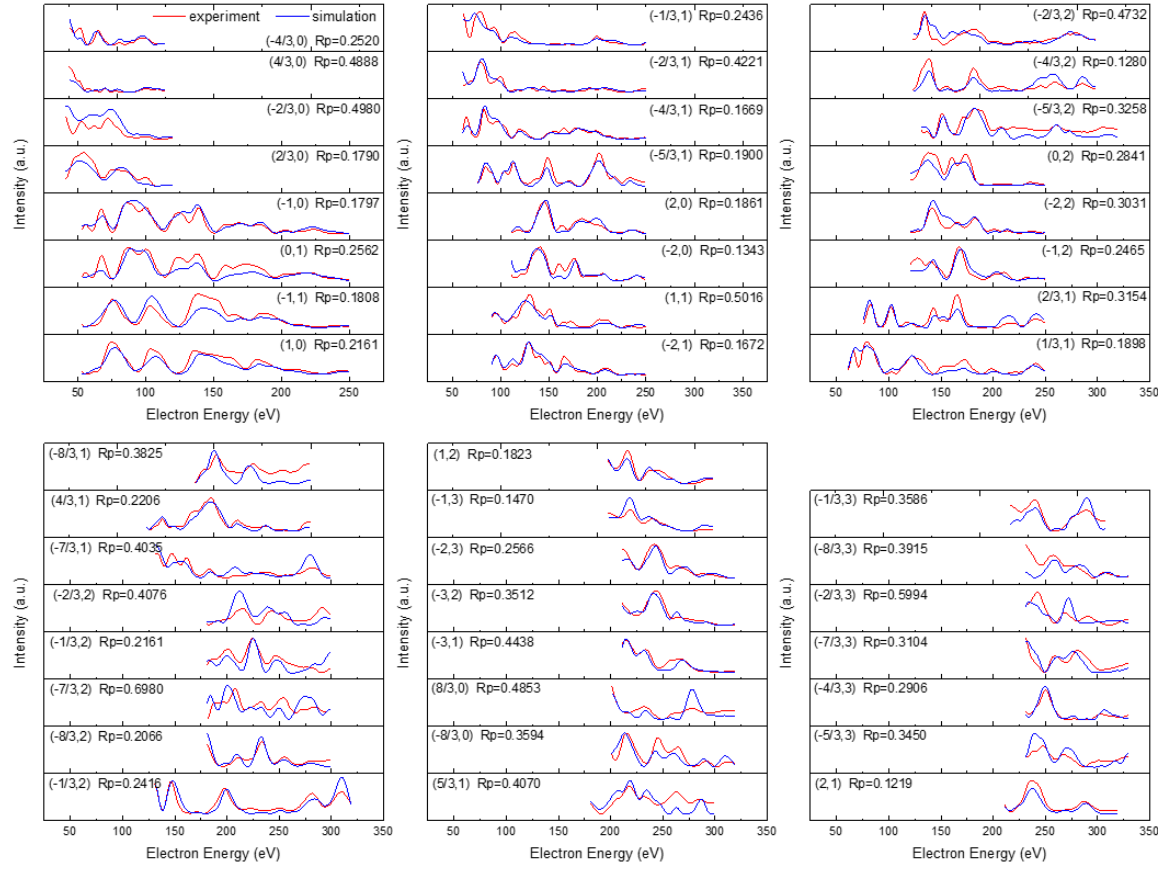 experiment simulation
(-4/3,0) Rp=0.2520
(4/3,0) Rp=0.4888
(-2/3,0) Rp=0.4980
(2/3,0) Rp=0.1790
(-1,0) Rp=0.1797
(0,1) Rp=0.2562
(-1,1) Rp=0.1808
(1,0) Rp=0.2161
Intensity (a.u.)
50 100 150 200 250
Electron Energy (eV)
(-1/3,1) Rp=0.2436
(-2/3,1) Rp=0.4221
(-4/3,1) Rp=0.1669
(-5/3,1) Rp=0.1900
(2,0) Rp=0.1861
(-2,0) Rp=0.1343
(1,1) Rp=0.5016
(-2,1) Rp=0.1672
50 100 150 200 250 300 350
Electron Energy (eV)
(-2/3,2) Rp=0.4732
(-4/3,2) Rp=0.1280
(-5/3,2) Rp=0.3258
(0,2) Rp=0.2841
(-2,2) Rp=0.3031
(-1,2) Rp=0.2465
(2/3,1) Rp=0.3154
(1/3,1) Rp=0.1898
Intensity (a.u.)
50 100 150 200 250 300 350
Electron Energy (eV)
(-8/3,1) Rp=0.3825
(4/3,1) Rp=0.2206
(-7/3,1) Rp=0.4035
(-2/3,2) Rp=0.4076
(-1/3,2) Rp=0.2161
(-7/3,2) Rp=0.6980
(-8/3,2) Rp=0.2066
(-1/3,2) Rp=0.2416
Intensity (a.u.)
50 100 150 200 250 300 350
Electron Energy (eV)
(1,2) Rp=0.1823
(-1,3) Rp=0.1470
(-2,3) Rp=0.2566
(-3,2) Rp=0.3512
(-3,1) Rp=0.4438
(8/3,0) Rp=0.4853
(-8/3,0) Rp=0.3594
(5/3,1) Rp=0.4070
50 100 150 200 250 300 350
Electron Energy (eV)
(-1/3,3) Rp=0.3586
(-8/3,3) Rp=0.3915
(-2/3,3) Rp=0.5994
(-7/3,3) Rp=0.3104
(-4/3,3) Rp=0.2906
(-5/3,3) Rp=0.3450
(2,1) Rp=0.1219
Intensity (a.u.)
50 100 150 200 250 300 350
Electron Energy (eV)